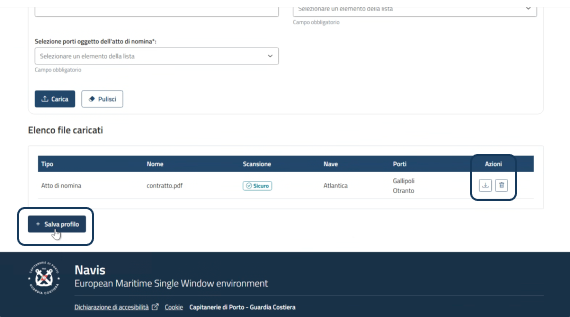 Selezionare un elemento della lista
Campo obbligatorio
Selezione porti oggetto dell'atto di nomina*:
Selezionare un elemento della lista
Campo obbligatorio
Carica
Pulisci
Elenco file caricati
Tipo Nome Scansione Nave Porti Azioni
Atto di nomina contratto.pdf Sicuro Atlantica Gallipoli
Otranto
+ Salva profilo
Navis
European Maritime Single Window environment
Dichiarazione di accesibilità Cookie Capitanerie di Porto - Guardia Costiera